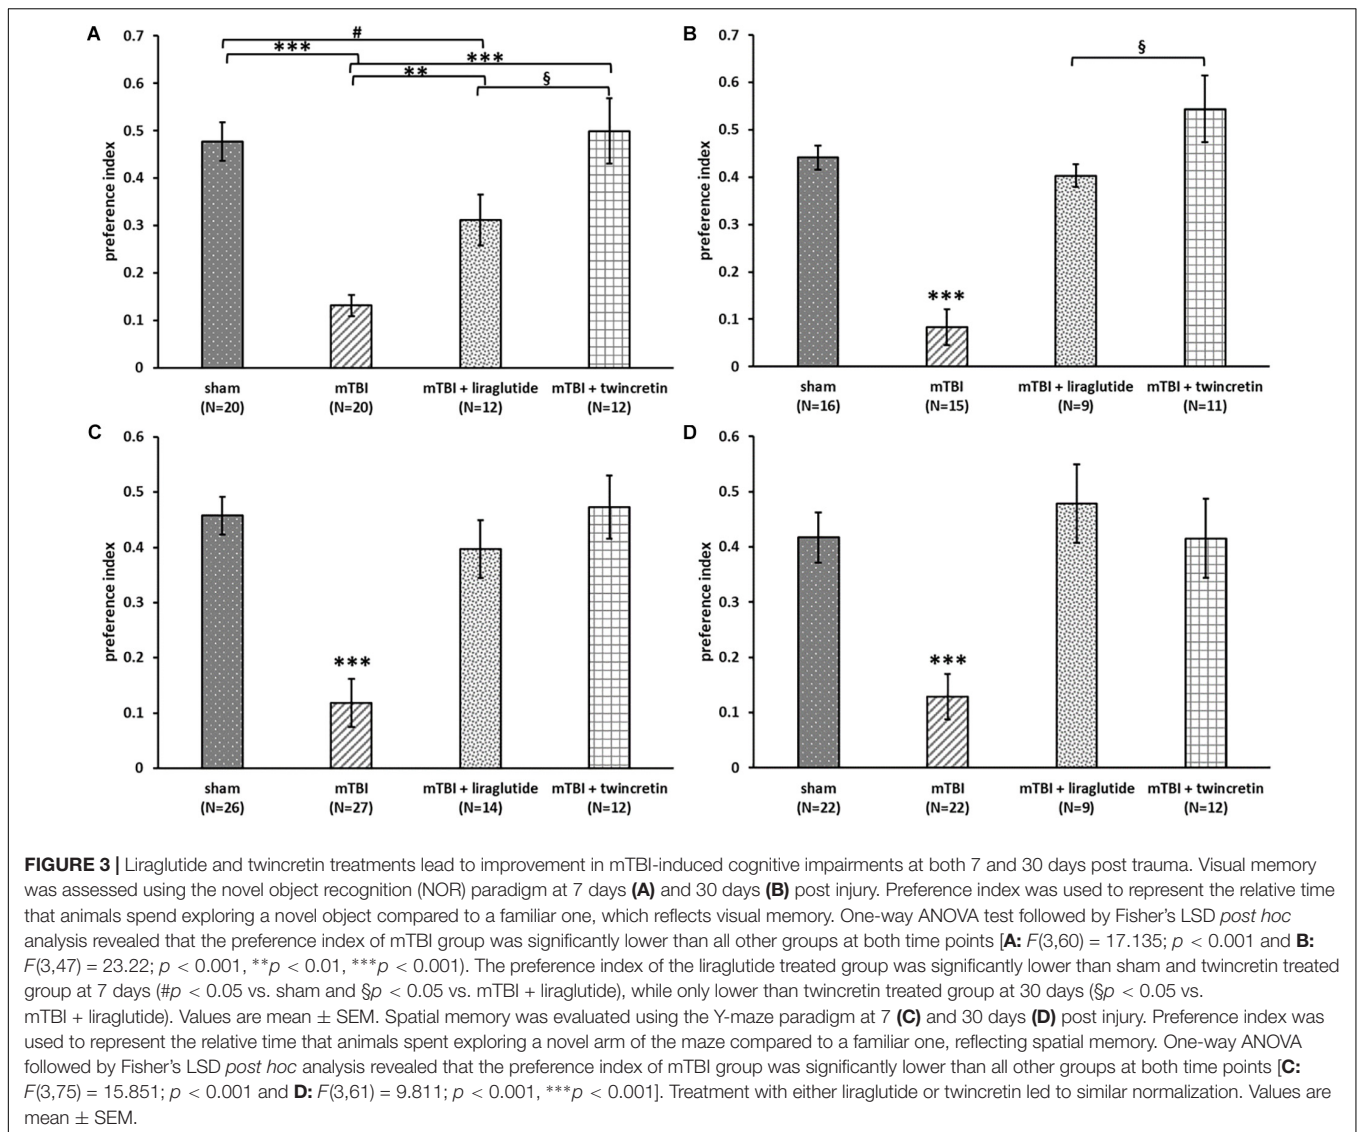 A
0.7
0.6
0.5
0.4
0.3
0.2
0.1
0
preference index
#
***
***
**
§
sham
(N=20)
mTBI
(N=20)
mTBI + liraglutide
(N=12)
mTBI + twincretin
(N=12)
B
0.7
0.6
0.5
0.4
0.3
0.2
0.1
0
preference index
§
***
sham
(N=16)
mTBI
(N=15)
mTBI + liraglutide
(N=9)
mTBI + twincretin
(N=11)
C
0.6
0.5
0.4
0.3
0.2
0.1
0
preference index
***
sham
(N=26)
mTBI
(N=27)
mTBI + liraglutide
(N=14)
mTBI + twincretin
(N=12)
D
0.6
0.5
0.4
0.3
0.2
0.1
0
preference index
***
sham
(N=22)
mTBI
(N=22)
mTBI + liraglutide
(N=9)
mTBI + twincretin
(N=12)
FIGURE 3 | Liraglutide and twincretin treatments lead to improvement in mTBI-induced cognitive impairments at both 7 and 30 days post trauma. Visual memory
was assessed using the novel object recognition (NOR) paradigm at 7 days (A) and 30 days (B) post injury. Preference index was used to represent the relative time
that animals spend exploring a novel object compared to a familiar one, which reflects visual memory. One-way ANOVA test followed by Fisher's LSD post hoc
analysis revealed that the preference index of mTBI group was significantly lower than all other groups at both time points [A: F(3,60) = 17.135; p < 0.001 and B:
F(3,47) = 23.22; p < 0.001, **p < 0.01, ***p < 0.001). The preference index of the liraglutide treated group was significantly lower than sham and twincretin treated
group at 7 days (#p < 0.05 vs. sham and §p < 0.05 vs. mTBI + liraglutide), while only lower than twincretin treated group at 30 days (§p < 0.05 vs.
mTBI + liraglutide). Values are mean ± SEM. Spatial memory was evaluated using the Y-maze paradigm at 7 (C) and 30 days (D) post injury. Preference index was
used to represent the relative time that animals spent exploring a novel arm of the maze compared to a familiar one, reflecting spatial memory. One-way ANOVA
followed by Fisher's LSD post hoc analysis revealed that the preference index of mTBI group was significantly lower than all other groups at both time points [C:
F(3,75) = 15.851; p < 0.001 and D: F(3,61) = 9.811; p < 0.001, ***p < 0.001]. Treatment with either liraglutide or twincretin led to similar normalization. Values are
mean ± SEM.